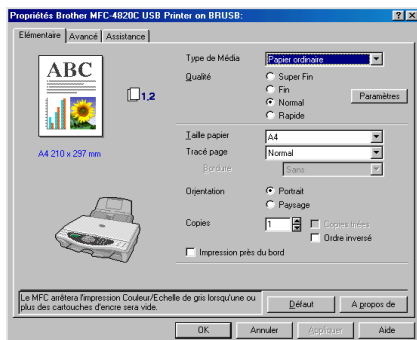 Propriétés Brother MFC-4820C USB Printer on BRUSB:
Elémentaire Avancé Assistance
ABC
1,2
A4 210 x 297 mm
Type de Média Papier ordinaire
Qualité
Super Fin
Fin
Normal
Rapide
Paramètres
Taille papier A4
Tracé page Normal
Bordure Sans
Orientation
Portrait
Paysage
Copies 1
Copies triées
Ordre inversé
Impression près du bord
Le MFC arrêtera l'impression Couleur/Echelle de gris lorsqu'une ou
plus des cartouches d'encre sera vide.
Défaut A propos de
OK Annuler Appliquer Aide